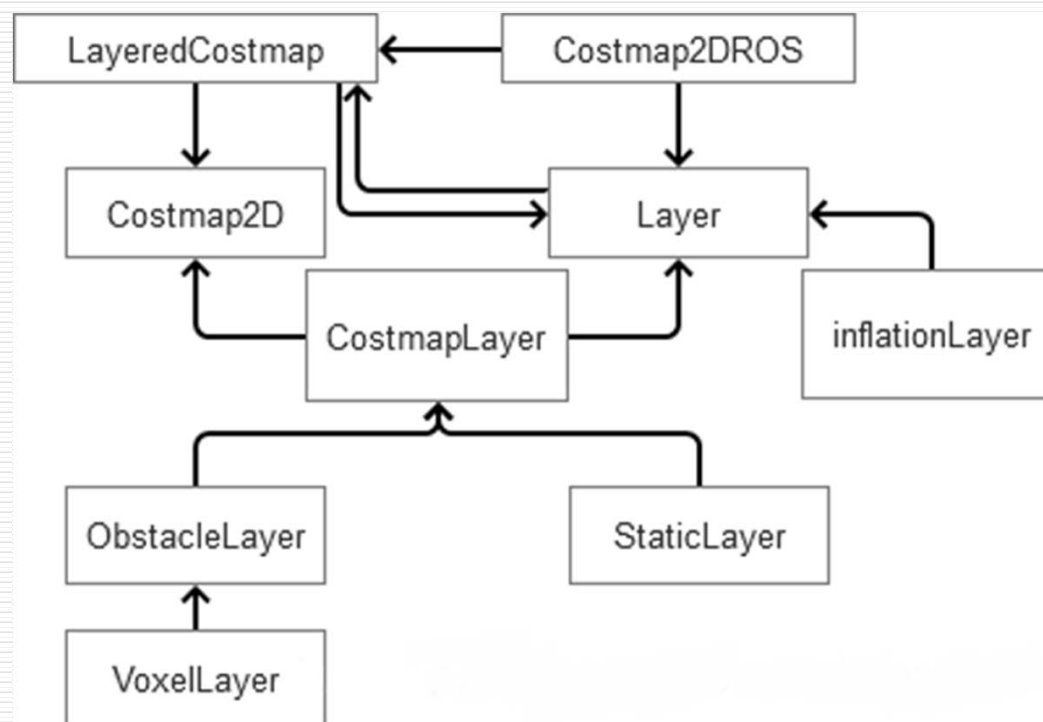 LayeredCostmap
Costmap2DROS
Costmap2D
Layer
CostmapLayer
inflationLayer
ObstacleLayer
StaticLayer
VoxelLayer